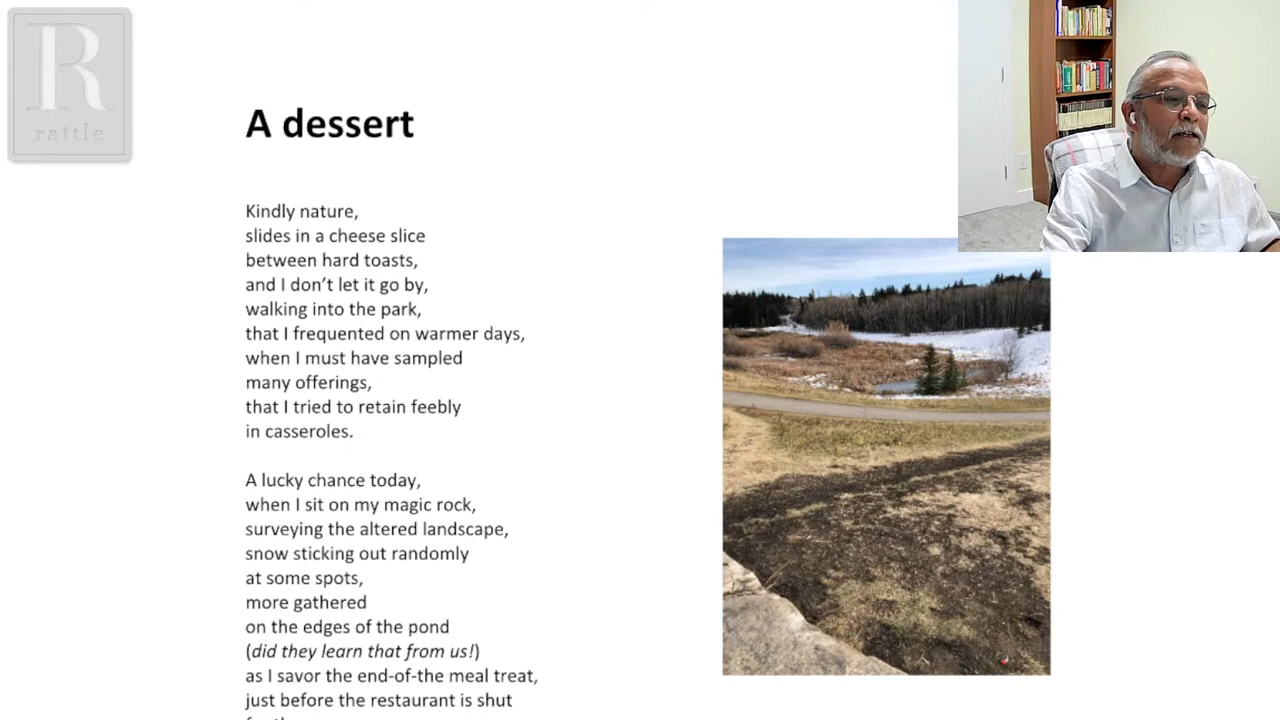 R
rattle
A dessert
Kindly nature,
slides in a cheese slice
between hard toasts,
and I don’t let it go by,
walking into the park,
that I frequented on warmer days,
when I must have sampled
many offerings,
that I tried to retain feebly
in casseroles.
A lucky chance today,
when I sit on my magic rock,
surveying the altered landscape,
snow sticking out randomly
at some spots,
more gathered
on the edges of the pond
(did they learn that from us!)
as I savor the end-of-the meal treat,
just before the restaurant is shut